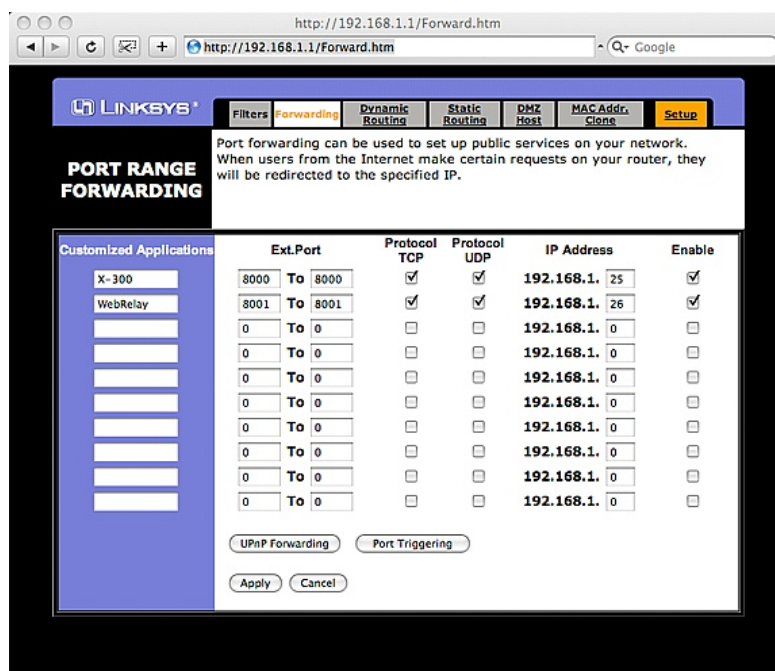 http://192.168.1.1/Forward.htm
http://192.168.1.1/Forward.htm
Google
LINKSYS®
Filters Forwarding Dynamic Routing Static Routing DMZ Host MAC Addr. Clone Setup
PORT RANGE FORWARDING
Port forwarding can be used to set up public services on your network.
When users from the Internet make certain requests on your router, they
will be redirected to the specified IP.
Customized Applications Ext.Port Protocol TCP Protocol UDP IP Address Enable
X-300 8000 To 8000 192.168.1. 25
WebRelay 8001 To 8001 192.168.1. 26
0 To 0 192.168.1. 0
0 To 0 192.168.1. 0
0 To 0 192.168.1. 0
0 To 0 192.168.1. 0
0 To 0 192.168.1. 0
0 To 0 192.168.1. 0
0 To 0 192.168.1. 0
0 To 0 192.168.1. 0
UPnP Forwarding Port Triggering
Apply Cancel